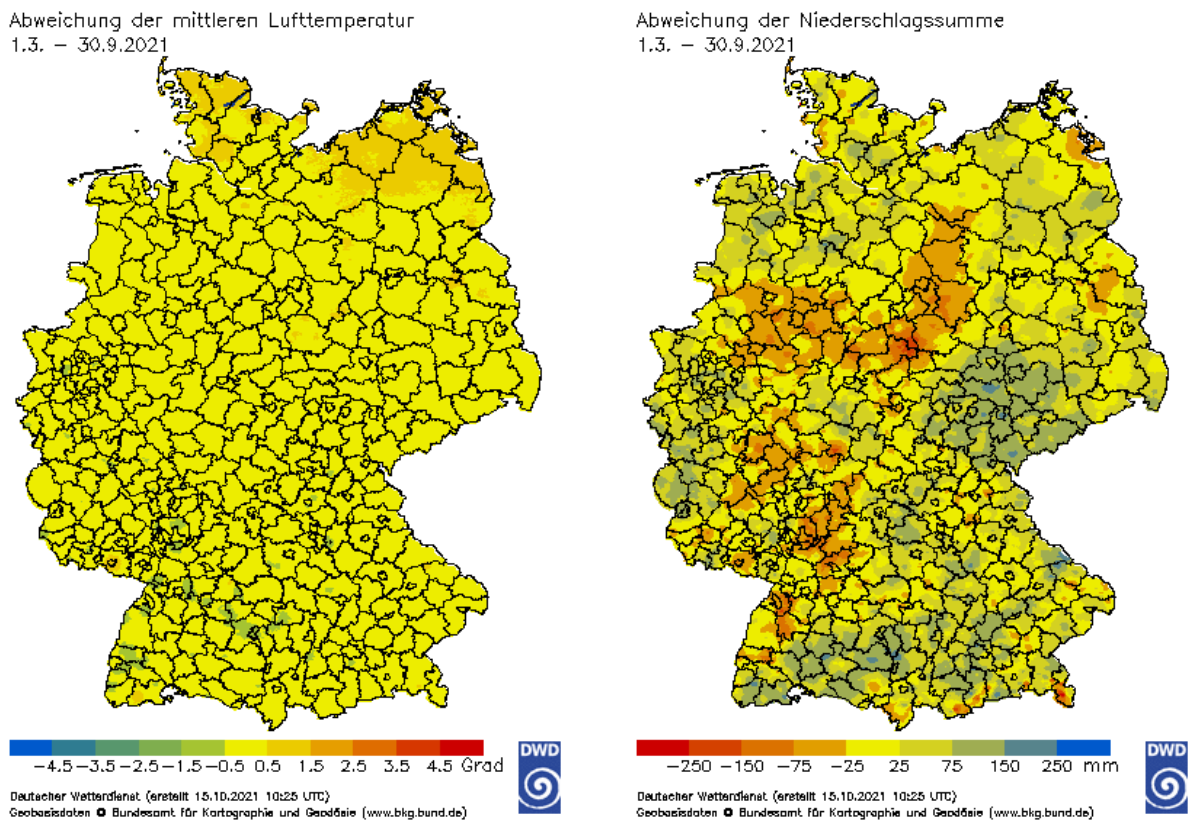 Abweichung der mittleren Lufttemperatur
1.3. – 30.9.2021
Abweichung der Niederschlagssumme
1.3. – 30.9.2021
−4.5 −3.5 −2.5 −1.5 −0.5 0.5 1.5 2.5 3.5 4.5 Grad
DWD
−250 −150 −75 −25 25 75 150 250 mm
DWD
Deutscher Wetterdienst (erstellt 15.10.2021 10:25 UTC)
Geobasisdaten © Bundesamt für Kartographie und Geodäsie (www.bkg.bund.de)
Deutscher Wetterdienst (erstellt 15.10.2021 10:25 UTC)
Geobasisdaten © Bundesamt für Kartographie und Geodäsie (www.bkg.bund.de)